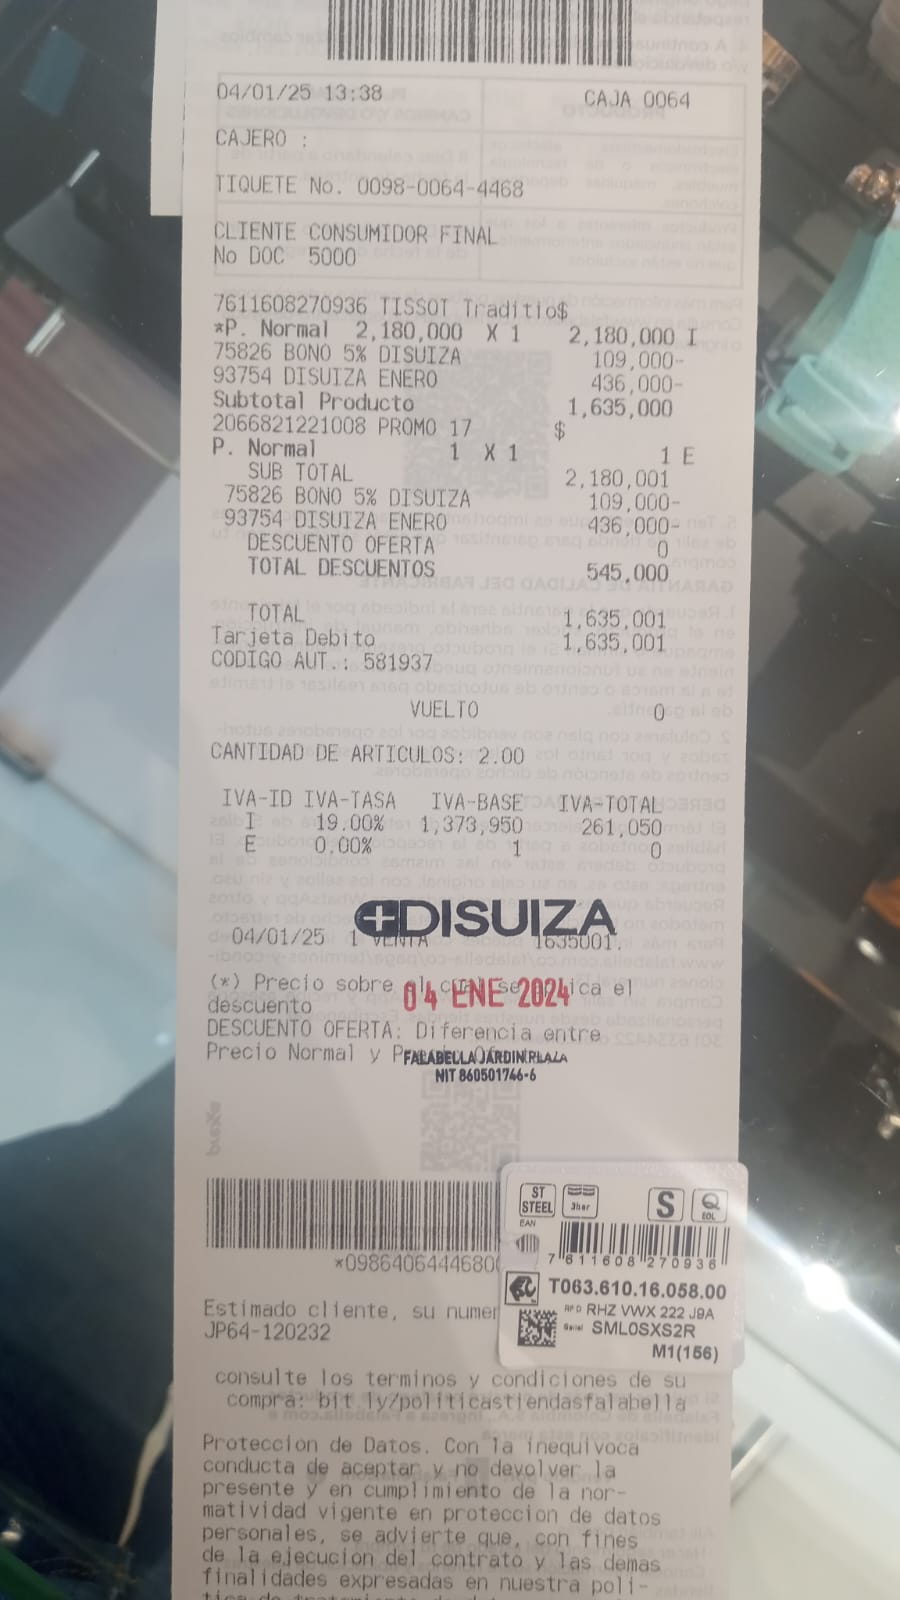 04/01/25 13:38 CAJA 0064
CAJERO :
TIQUETE No. 0098-0064-4468
CLIENTE CONSUMIDOR FINAL
No DOC 5000
7611608270936 TISSOT Traditio$
*P. Normal 2,180,000 X 1 2,180,000 I
75826 BONO 5% DISUIZA 109,000-
93754 DISUIZA ENERO 436,000-
Subtotal Producto 1,635,000
2066821221008 PROMO 17 $
P. Normal 1 X 1 1 E
SUB TOTAL 2,180,001
75826 BONO 5% DISUIZA 109,000-
93754 DISUIZA ENERO 436,000-
DESCUENTO OFERTA 0
TOTAL DESCUENTOS 545,000
TOTAL 1,635,001
Tarjeta Debito 1,635,001
CODIGO AUT.: 581937
VUELTO 0
CANTIDAD DE ARTICULOS: 2.00
IVA-ID IVA-TASA IVA-BASE IVA-TOTAL
I 19.00% 1,373,950 261,050
E 0.00% 1 0
DISUIZA
04/01/25 1 VENTA 1635001.
(*) Precio sobre el cual se aplica el
04 ENE 2024
descuento
DESCUENTO OFERTA: Diferencia entre
Precio Normal y
FALABELLA JARDIN PLAZA
NIT 860501746-6
ST STEEL
3bar
S
Q
EOL
EAN
7 611608 270936
*09864064446800
T063.610.16.058.00
RFD RHZ VWX 222 J9A
Serial SML0SXS2R
M1(156)
Estimado cliente, su numer
JP64-120232
consulte los terminos y condiciones de su
compra: bit.ly/politicastiendasfalabella
Proteccion de Datos. Con la inequivoca
conducta de aceptar y no devolver la
presente y en cumplimiento de la nor-
matividad vigente en proteccion de datos
personales, se advierte que, con fines
de la ejecucion del contrato y las demas
finalidades expresadas en nuestra poli-